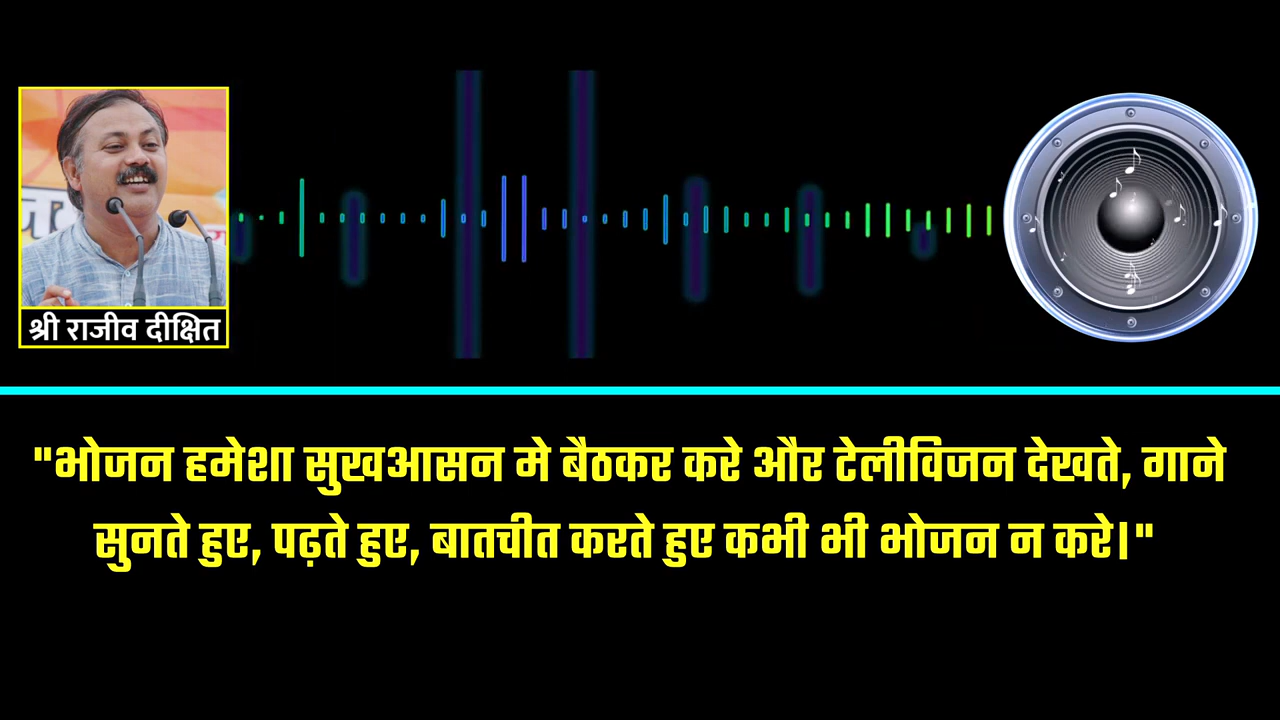 श्री राजीव दीक्षित
"भोजन हमेशा सुखआसन मे बैठकर करे और टेलीविजन देखते, गाने
सुनते हुए, पढ़ते हुए, बातचीत करते हुए कभी भी भोजन न करे|"